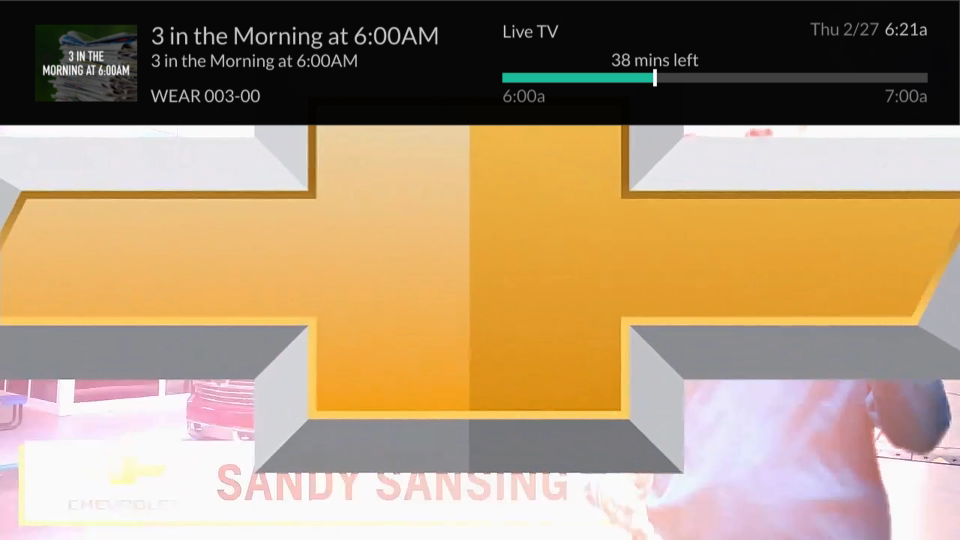 3 in the Morning at 6:00AM
3 in the Morning at 6:00AM
WEAR 003-00
3 IN THE
MORNING AT 6:00AM
Live TV
Thu 2/27 6:21a
38 mins left
6:00a
7:00a
SANDY SANSING
CHEVROLET